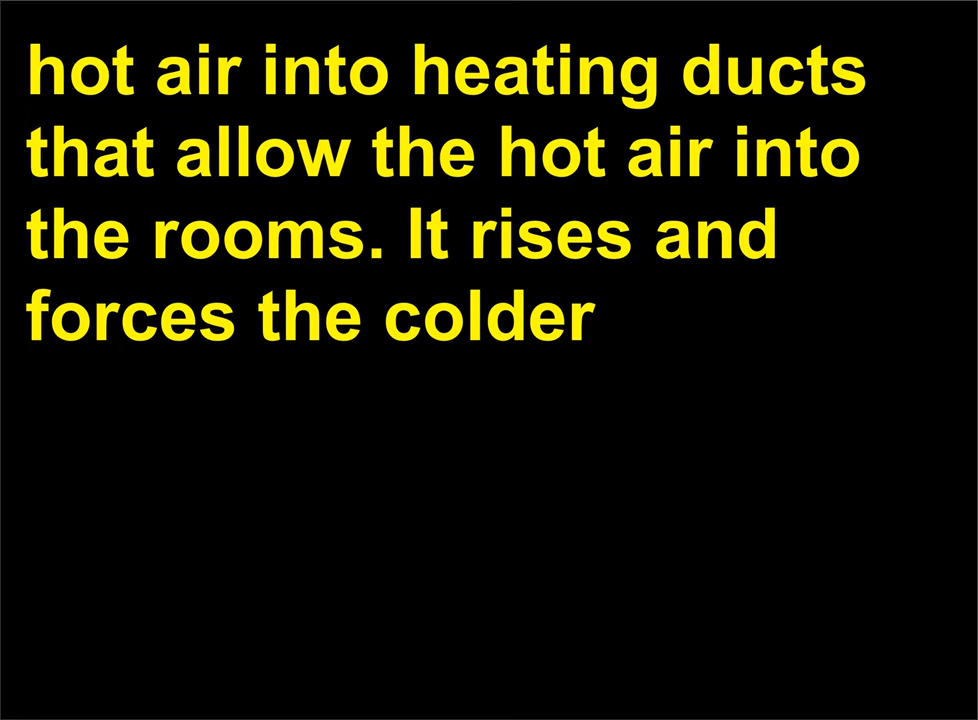 hot air into heating ducts
that allow the hot air into
the rooms. It rises and
forces the colder